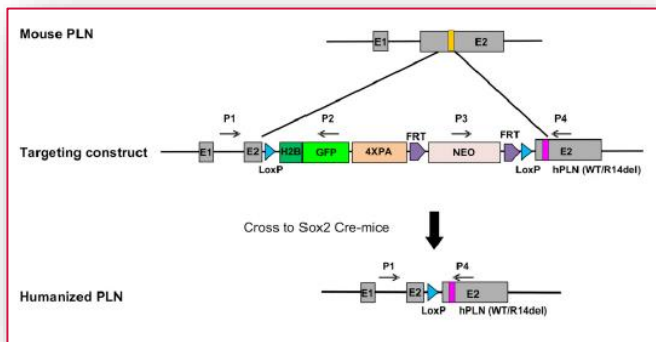 Mouse PLN
E1
E2
P1
P2
P3
P4
FRT
FRT
Targeting construct
E1
E2
H2B
GFP
4XPA
NEO
E2
LoxP
LoxP
hPLN (WT/R14del)
Cross to Sox2 Cre-mice
P1
P4
Humanized PLN
E1
E2
E2
LoxP
hPLN (WT/R14del)